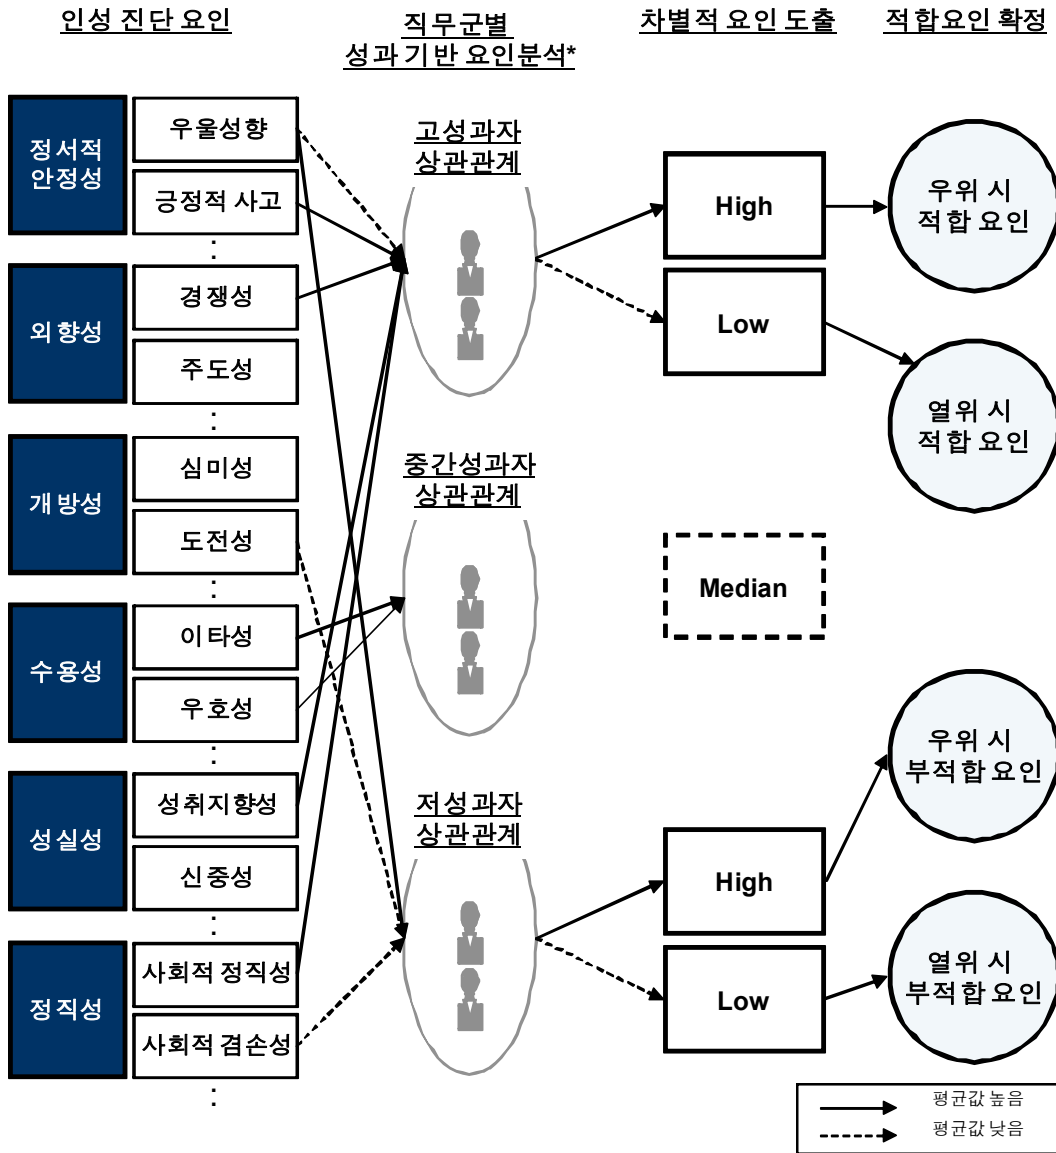 인성 진단 요인
직무군별
성과 기반 요인분석*
차별적 요인 도출
적합요인 확정
정서적
안정성
우울성향
긍정적 사고
:
외향성
경쟁성
주도성
:
개방성
심미성
도전성
:
수용성
이타성
우호성
:
성실성
성취지향성
신중성
:
정직성
사회적 정직성
사회적 겸손성
:
고성과자
상관관계
중간성과자
상관관계
저성과자
상관관계
High
Low
Median
High
Low
우위 시
적합 요인
열위 시
적합 요인
우위 시
부적합 요인
열위 시
부적합 요인
평균값 높음
평균값 낮음